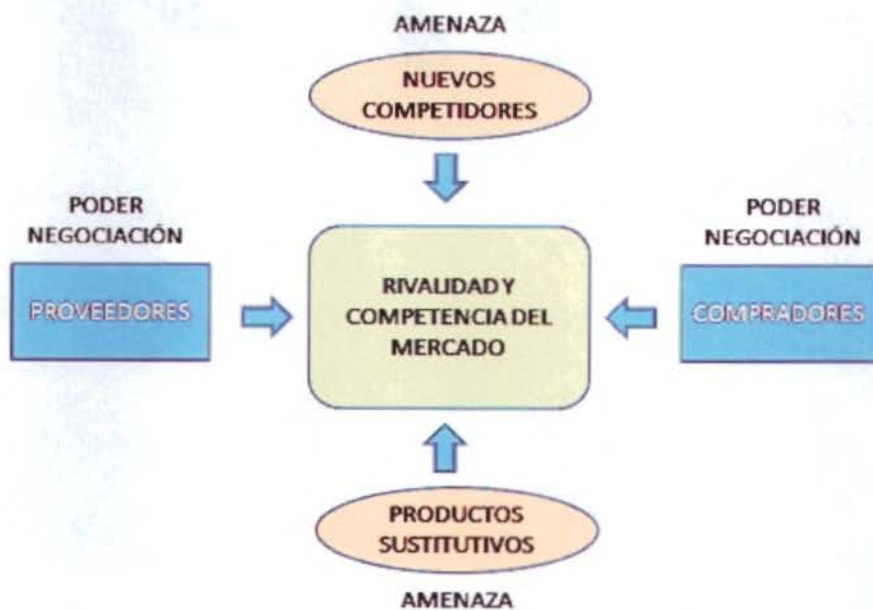 AMENAZA
NUEVOS
COMPETIDORES
PODER
NEGOCIACIÓN
PROVEEDORES
RIVALIDAD Y
COMPETENCIA DEL
MERCADO
PODER
NEGOCIACIÓN
COMPRADORES
PRODUCTOS
SUSTITUTIVOS
AMENAZA